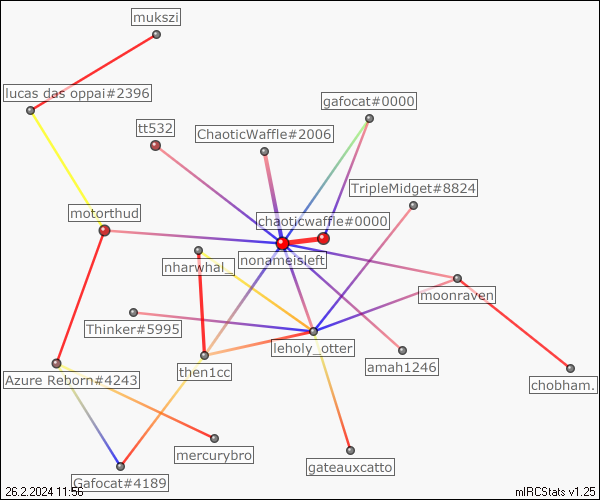 mukszi
lucas das oppai#2396
gafocat#0000
tt532
ChaoticWaffle#2006
TripleMidget#8824
motorthud
chaoticwaffle#0000
nonameisleft
nharwhal_
moonraven
Thinker#5995
leholy_otter
amah1246
then1cc
Azure Reborn#4243
chobham.
mercurybro
gateauxcatto
Gafocat#4189
26.2.2024 11:56
mIRCStats v1.25